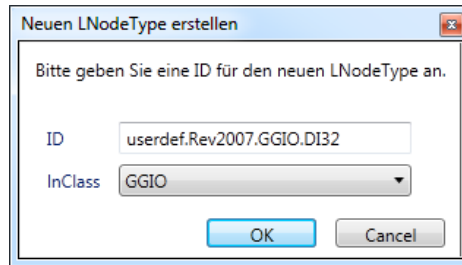 Neuen LNodeType erstellen
Bitte geben Sie eine ID für den neuen LNodeType an.
ID userdef.Rev2007.GGIO.DI32
InClass GGIO
OK Cancel